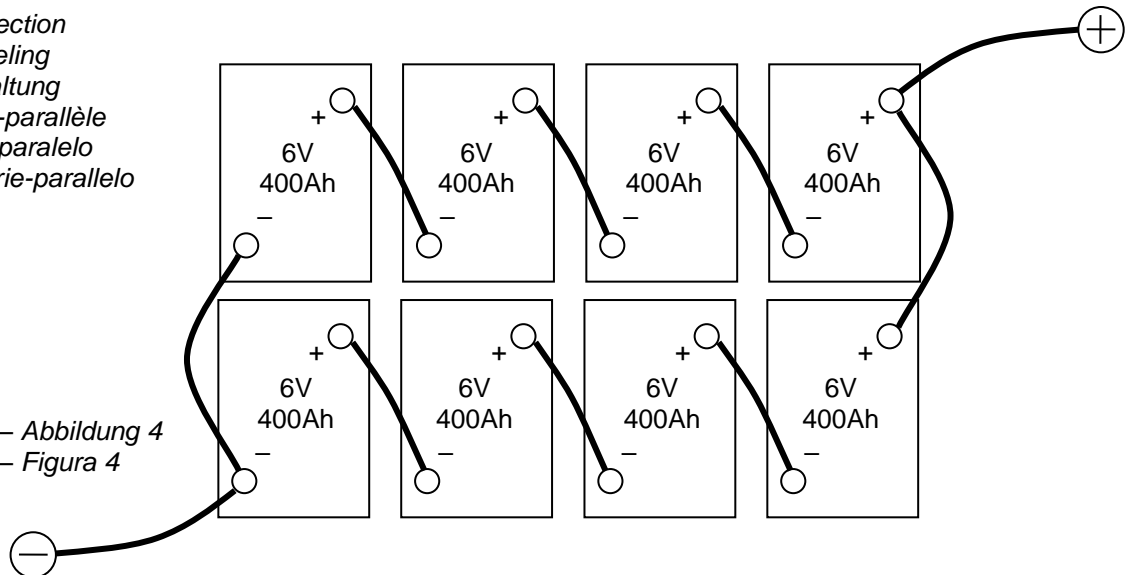 ection
eling
altung
-parallèle
paralelo
rie-parallelo
+
+ + + +
6V 6V 6V 6V
400Ah 400Ah 400Ah 400Ah
– – – –
+ + + +
6V 6V 6V 6V
400Ah 400Ah 400Ah 400Ah
– – – –
– Abbildung 4
– Figura 4
–